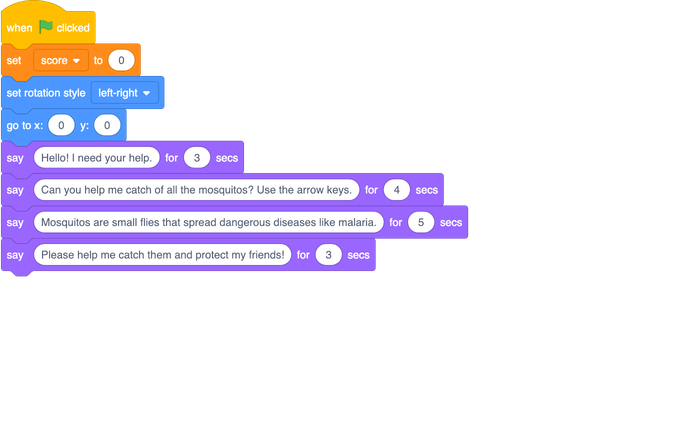 when clicked
set score to 0
set rotation style left-right
go to x: 0 y: 0
say Hello! I need your help. for 3 secs
say Can you help me catch of all the mosquitos? Use the arrow keys. for 4 secs
say Mosquitos are small flies that spread dangerous diseases like malaria. for 5 secs
say Please help me catch them and protect my friends! for 3 secs